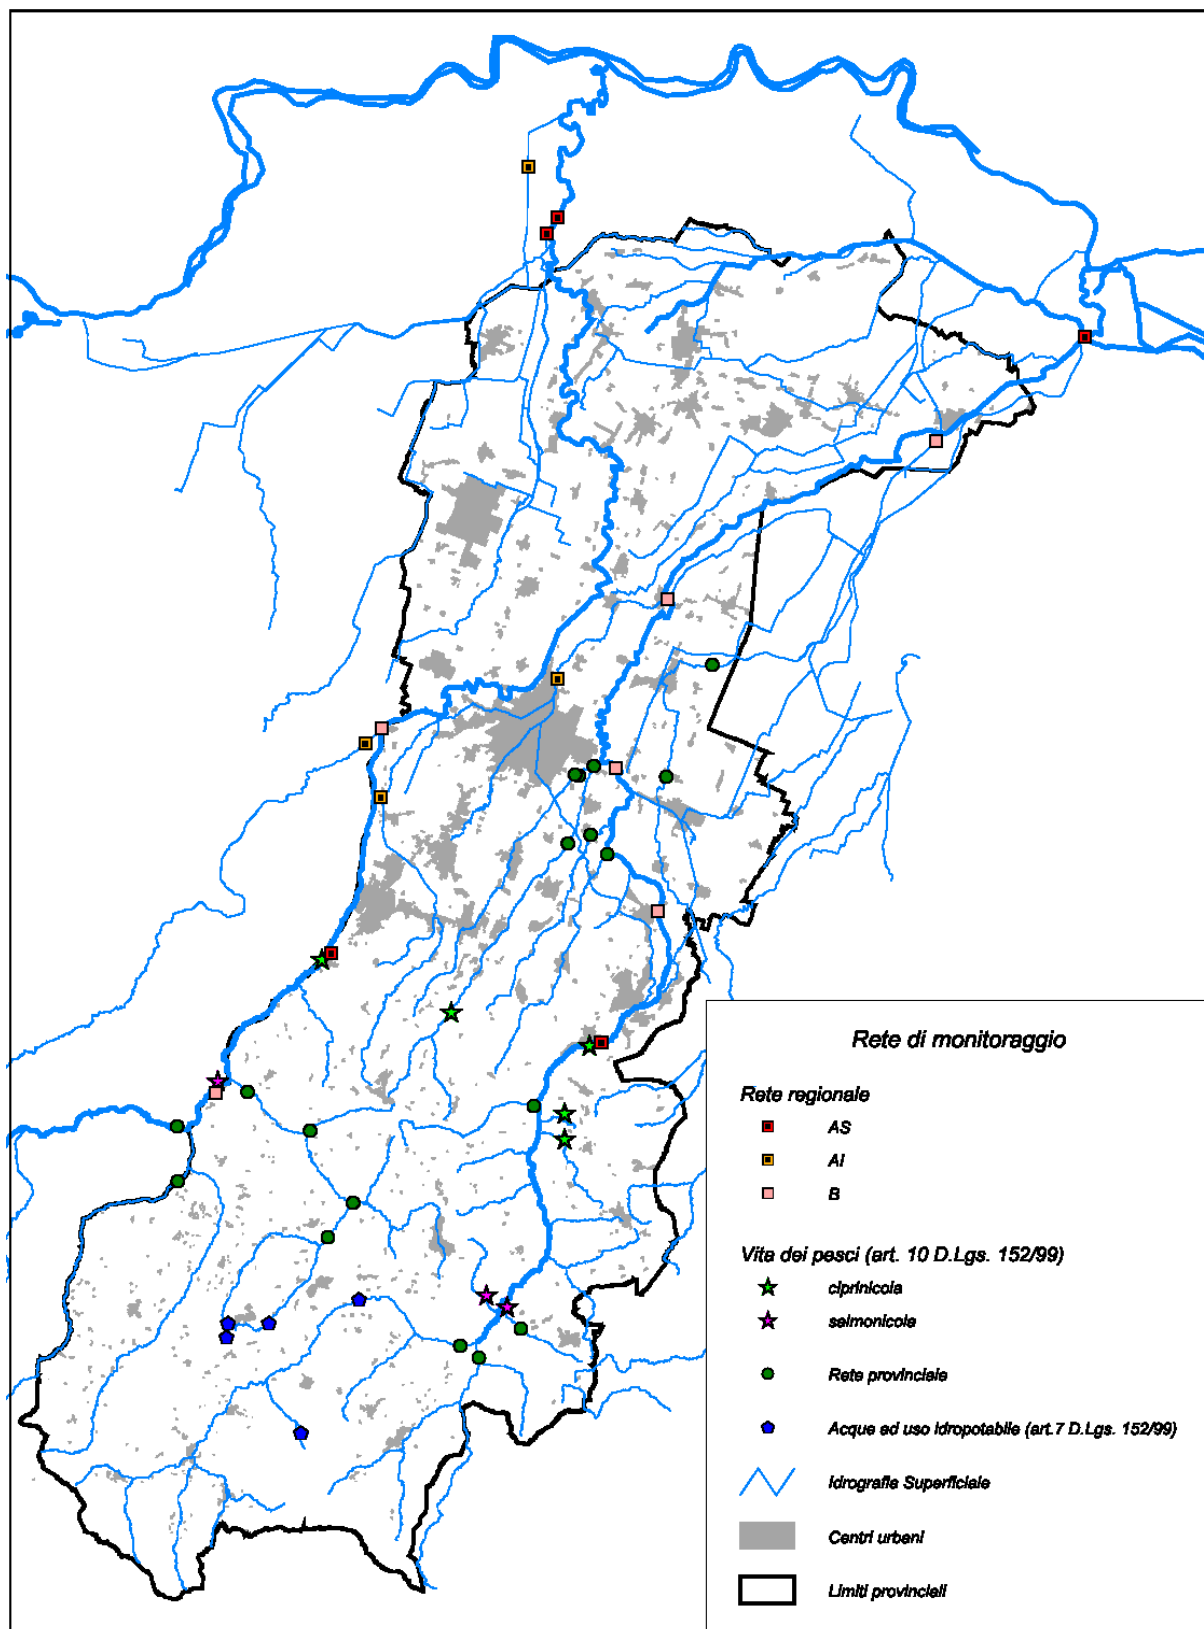 Rete di monitoraggio
Rete regionale
AS
AI
B
Vita dei pesci (art. 10 D.Lgs. 152/99)
ciprinicola
salmonicola
Rete provinciale
Acque ad uso idropotabile (art.7 D.Lgs. 152/99)
Idrografia Superficiale
Centri urbani
Limiti provinciali